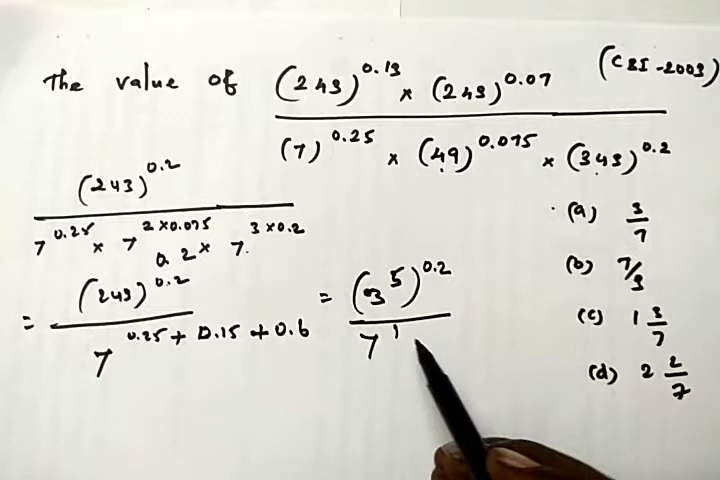 The value of (243)^0.13 × (243)^0.07 / (7)^0.25 × (49)^0.075 × (343)^0.2 (CBI-2003)
(243)^0.2 / 7^0.25 × 7^2×0.075 × 7^3×0.2
= (243)^0.2 / 7^0.25+0.15+0.6 = (3^5)^0.2 / 7^1
(a) 3/7
(b) 7/3
(c) 1 3/7
(d) 2 2/7